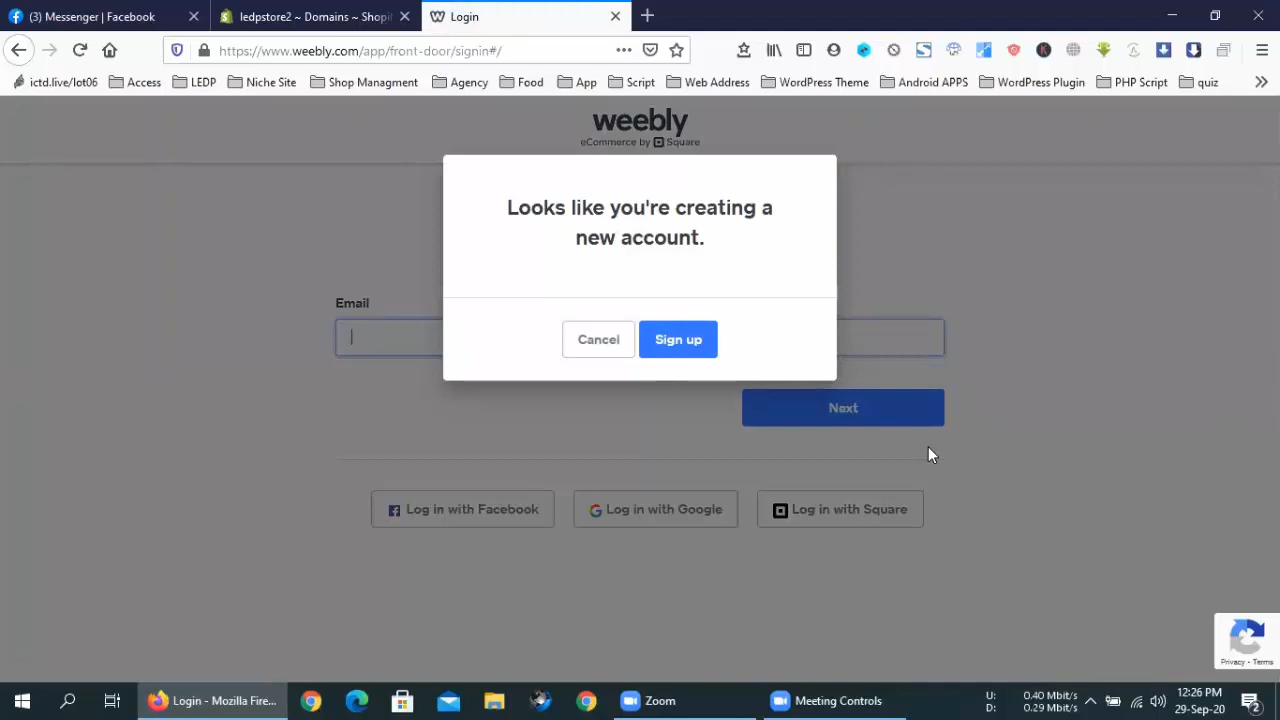 (3) Messenger | Facebook
ledpstore2 ~ Domains ~ Shopif
Login
https://www.weebly.com/app/front-door/signin#/
ictd.live/lot06
Access
LEDP
Niche Site
Shop Managment
Agency
Food
App
Script
Web Address
WordPress Theme
Android APPS
WordPress Plugin
PHP Script
quiz
weebly
eCommerce by Square
Looks like you're creating a
new account.
Cancel
Sign up
Email
Next
Log in with Facebook
Log in with Google
Log in with Square
Privacy - Terms
Login - Mozilla Fire...
Zoom
Meeting Controls
U:
D:
0.40 Mbit/s
0.29 Mbit/s
12:26 PM
29-Sep-20
2